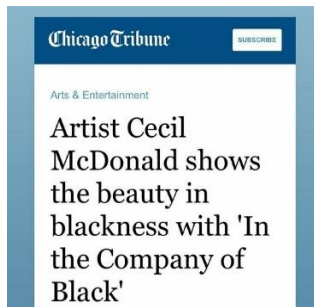 Chicago Tribune
SUBSCRIBE
Arts & Entertainment
Artist Cecil
McDonald shows
the beauty in
blackness with 'In
the Company of
Black'